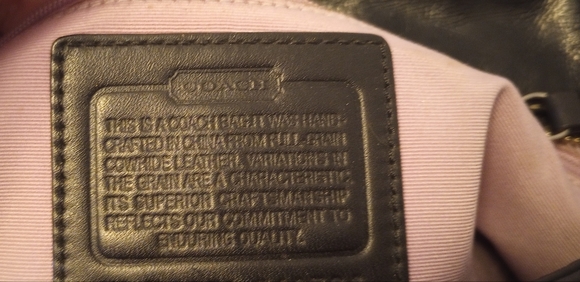 COACH
THIS IS A COACH BAG. IT WAS HAND-
CRAFTED IN CHINA FROM FULL-GRAIN
COWHIDE LEATHER. VARIATIONS IN
THE GRAIN ARE A CHARACTERISTIC.
ITS SUPERIOR CRAFTSMANSHIP
REFLECTS OUR COMMITMENT TO
ENDURING QUALITY.